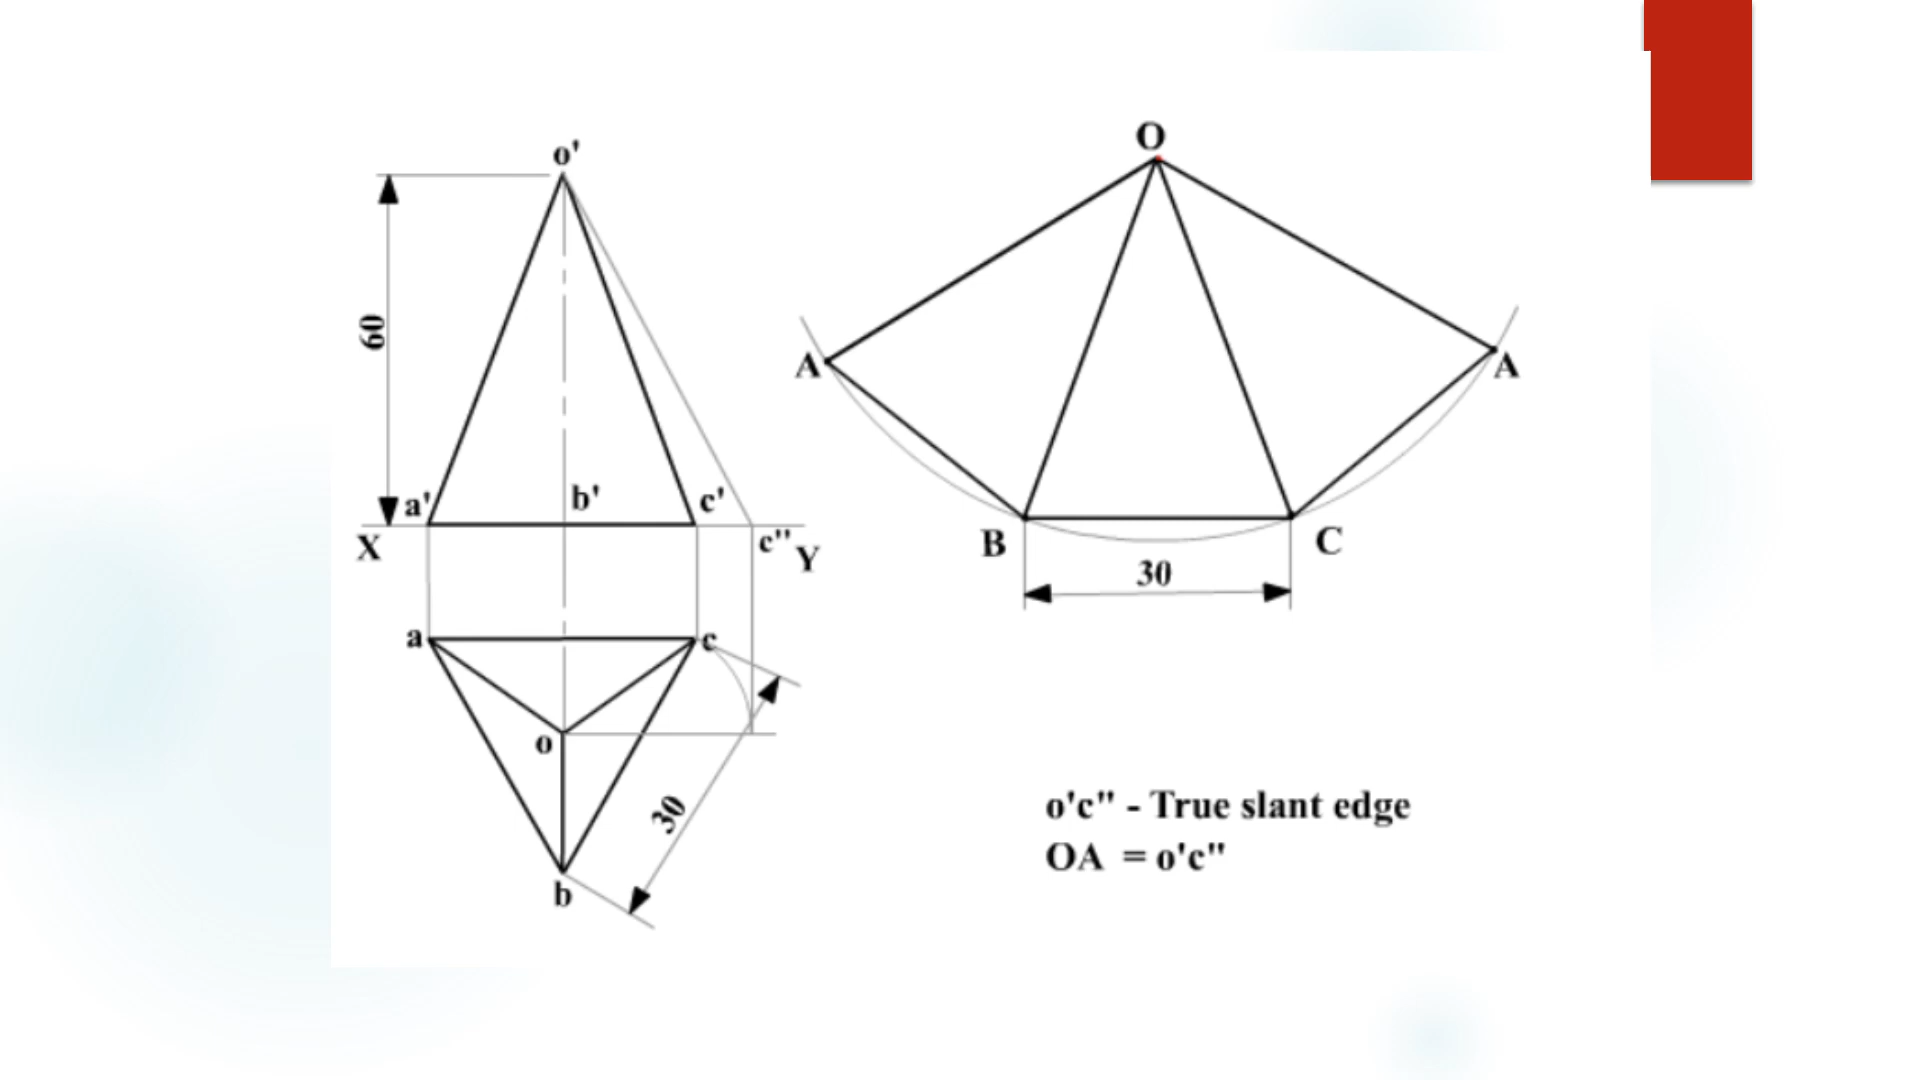 o'
60
a'
b'
c'
X
c"
Y
a
c
o
30
b
O
A
A
B
C
30
o'c" - True slant edge
OA = o'c"